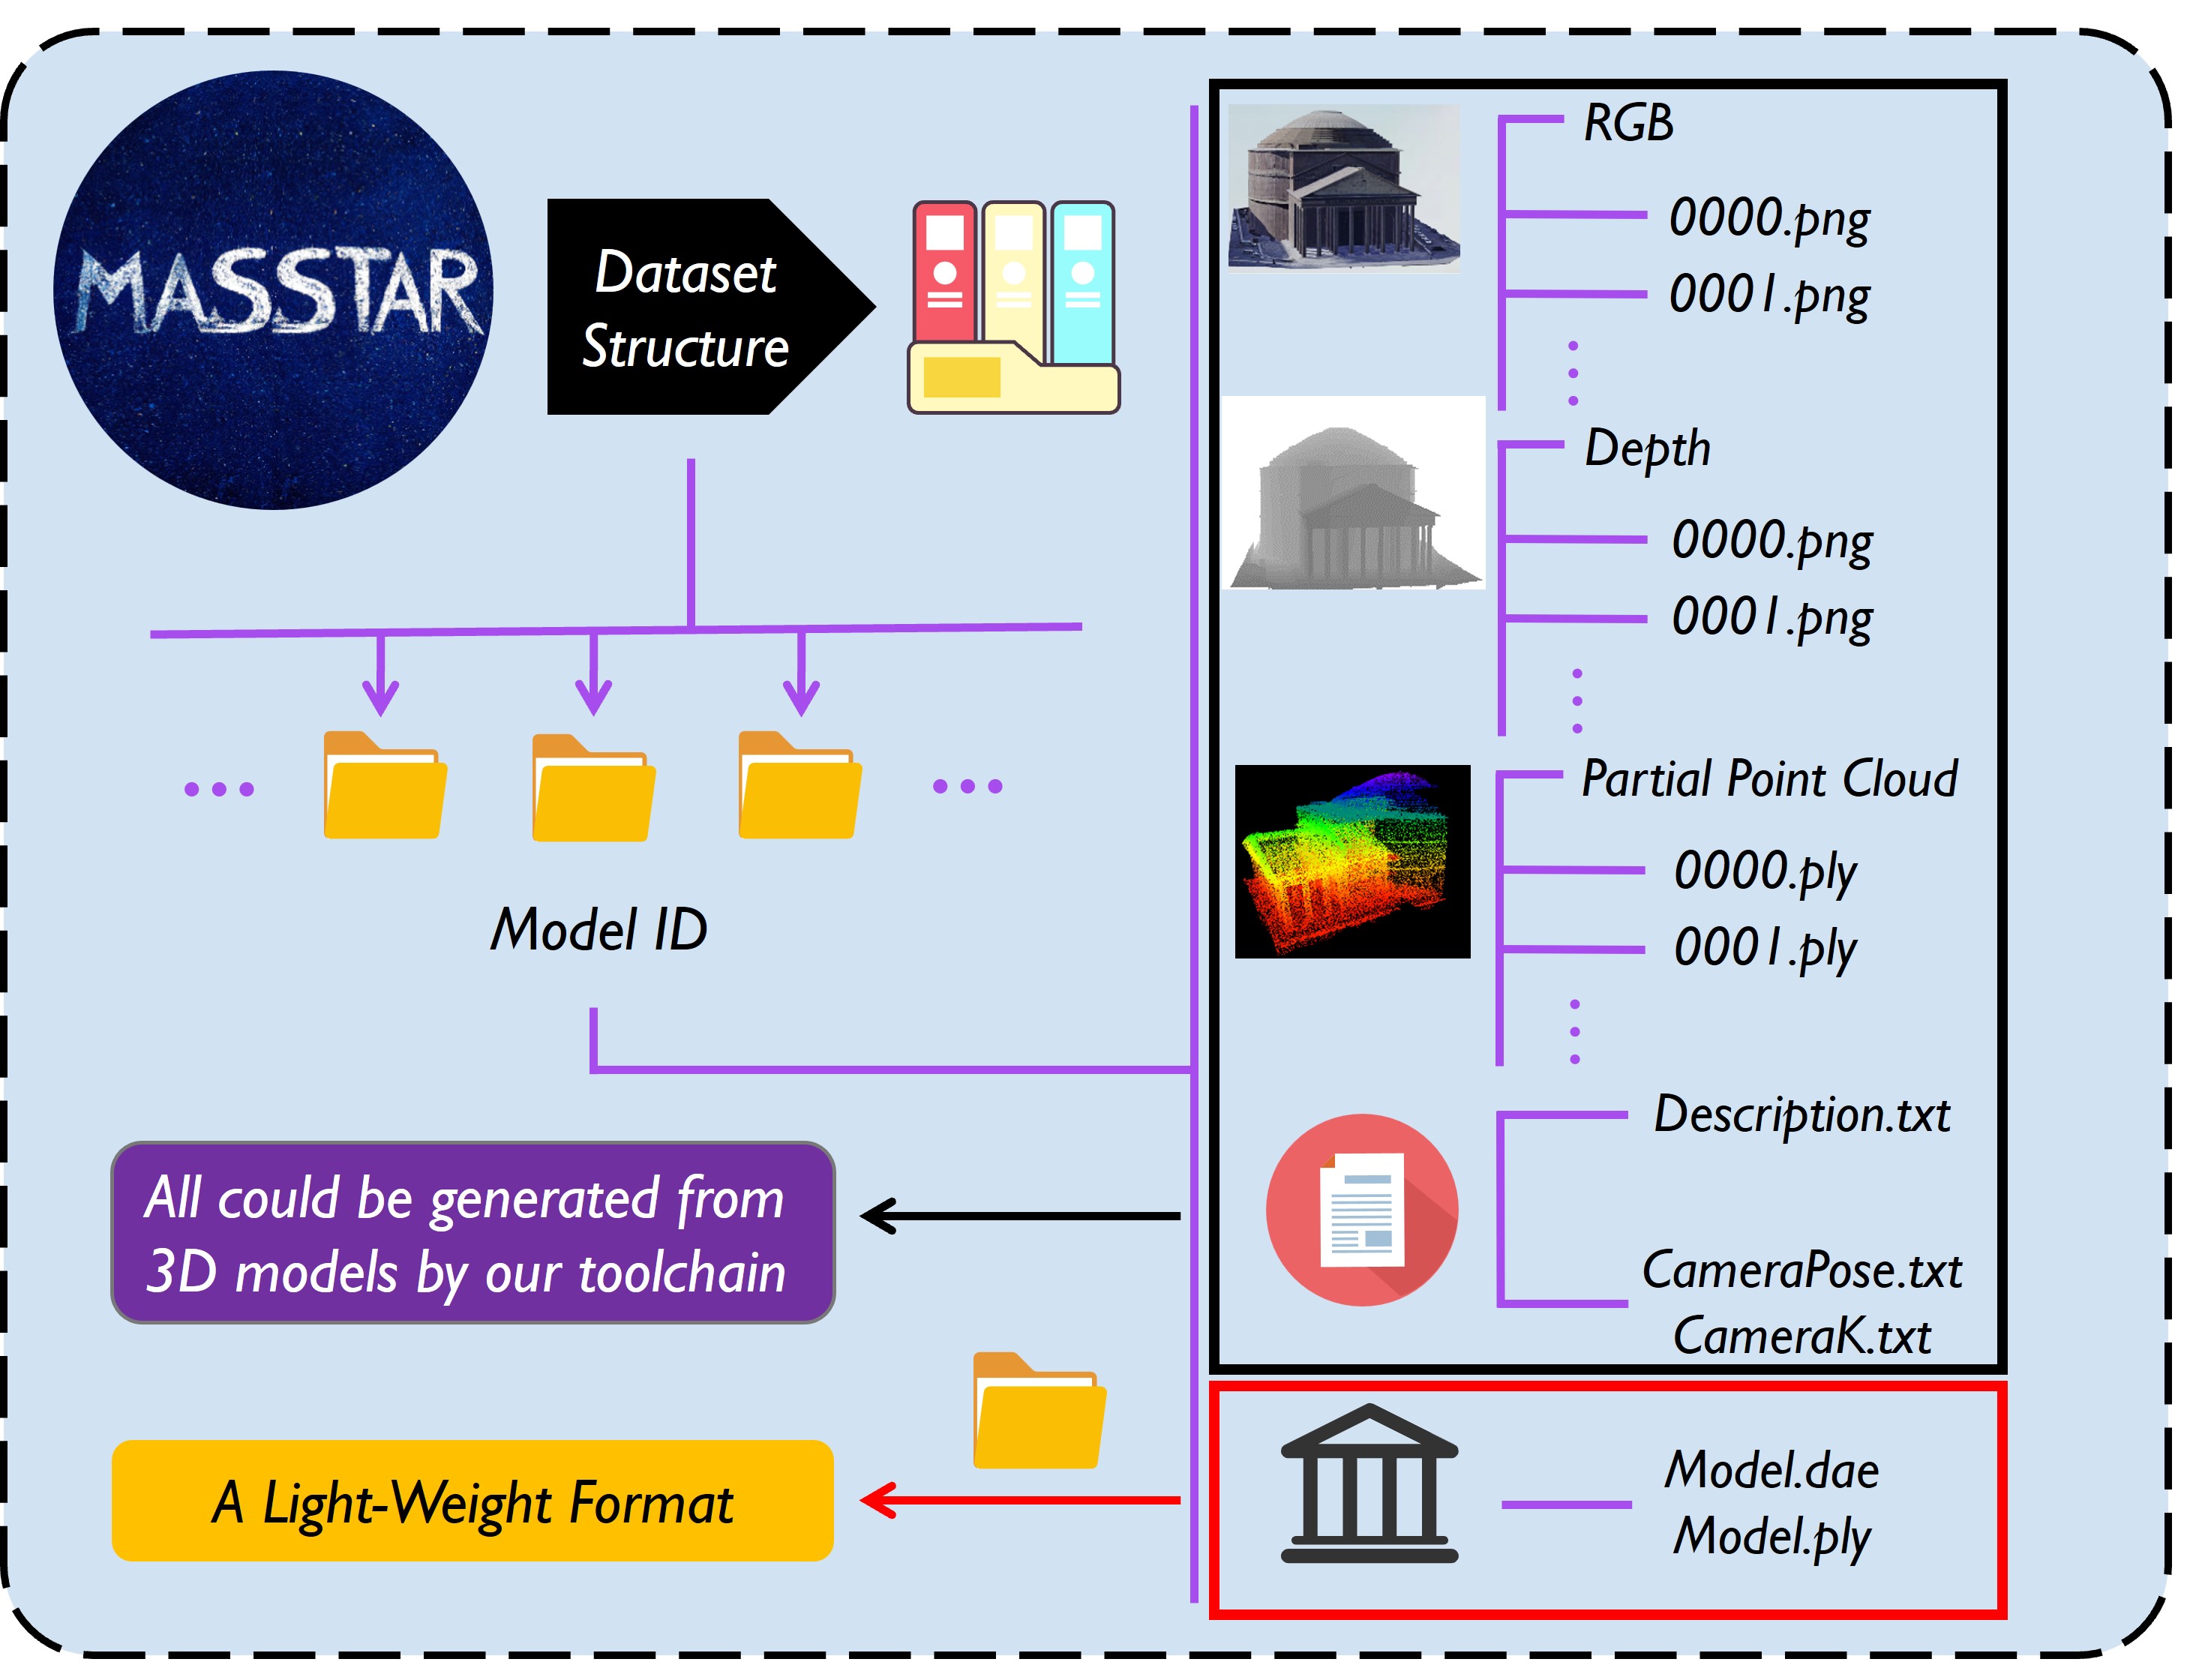 MASSTAR
Dataset
Structure
Model ID
All could be generated from
3D models by our toolchain
A Light-Weight Format
RGB
0000.png
0001.png
Depth
0000.png
0001.png
Partial Point Cloud
0000.ply
0001.ply
Description.txt
CameraPose.txt
CameraK.txt
Model.dae
Model.ply